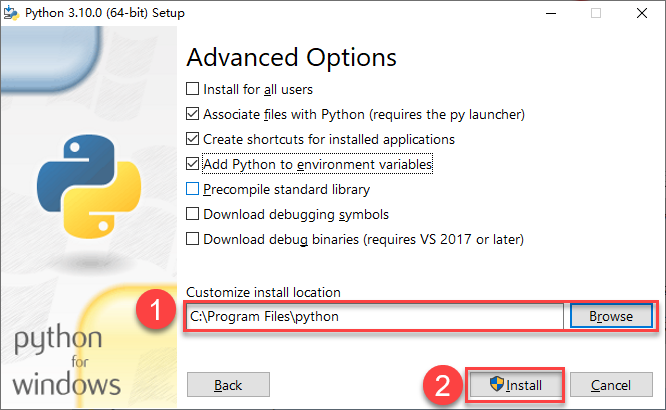 Python 3.10.0 (64-bit) Setup
Advanced Options
Install for all users
Associate files with Python (requires the py launcher)
Create shortcuts for installed applications
Add Python to environment variables
Precompile standard library
Download debugging symbols
Download debug binaries (requires VS 2017 or later)
Customize install location
1
C:\Program Files\python
Browse
python
for
windows
Back
2
Install
Cancel